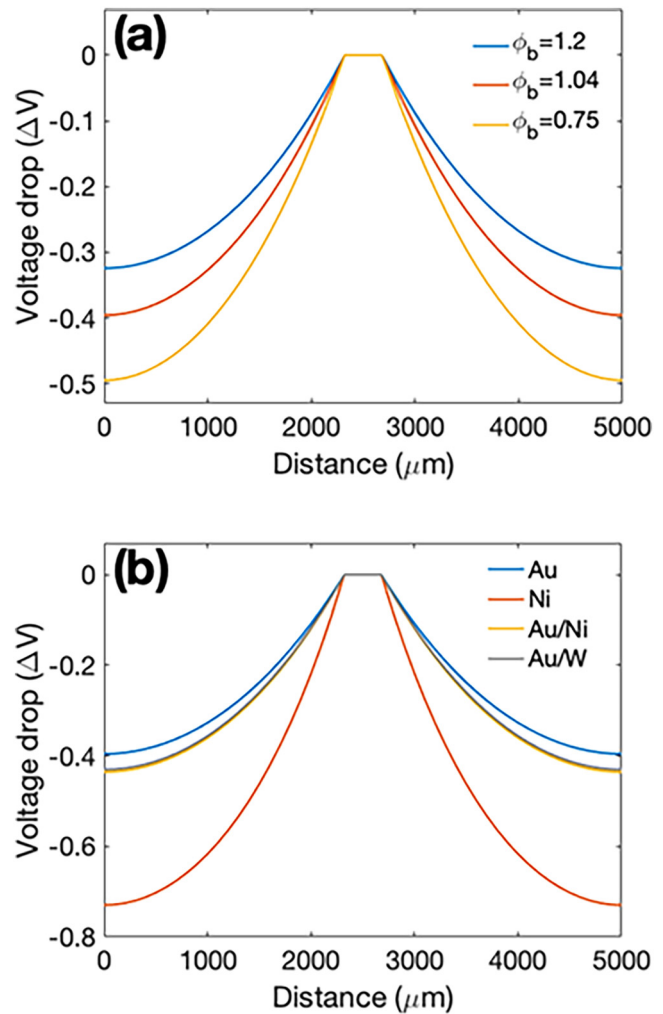 (a)
ϕb=1.2
ϕb=1.04
ϕb=0.75
Voltage drop (ΔV)
0
-0.1
-0.2
-0.3
-0.4
-0.5
0 1000 2000 3000 4000 5000
Distance (μm)
(b)
Au
Ni
Au/Ni
Au/W
Voltage drop (ΔV)
0
-0.2
-0.4
-0.6
-0.8
0 1000 2000 3000 4000 5000
Distance (μm)